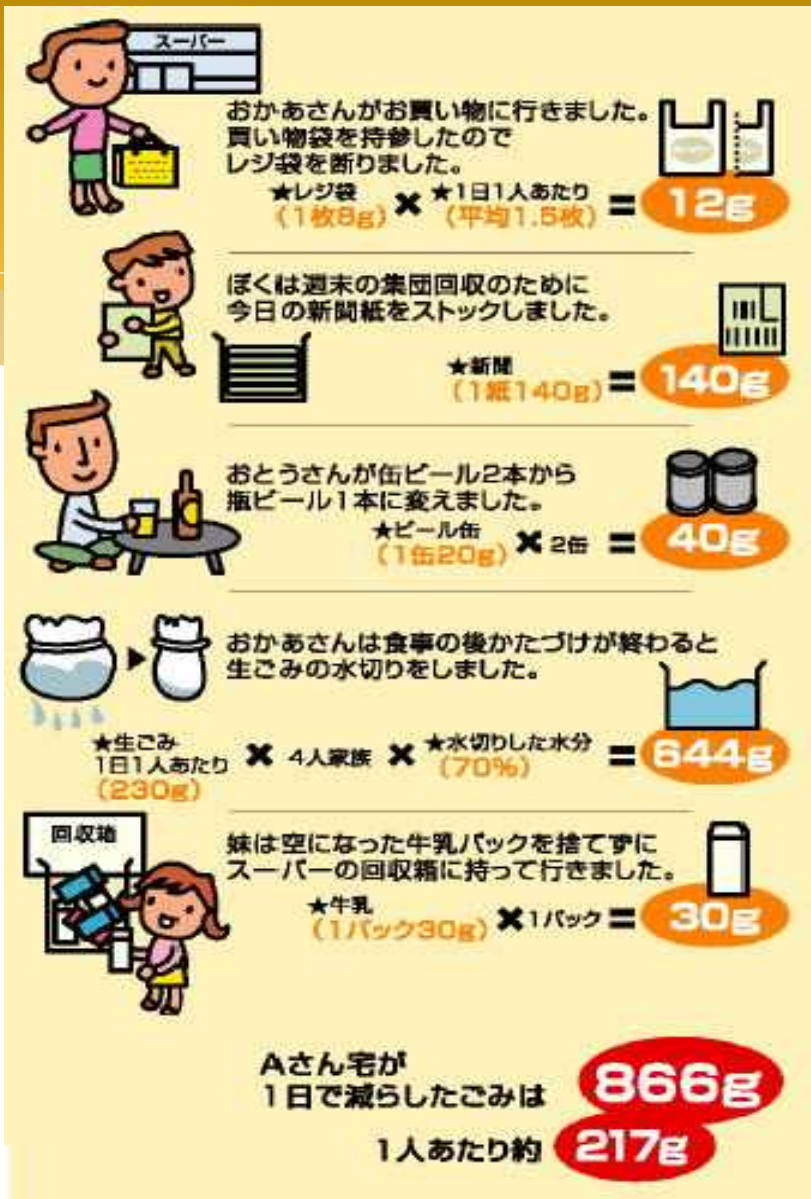 スーパー
おかあさんがお買い物に行きました。
買い物袋を持参したので
レジ袋を断りました。
★レジ袋
(1枚8g)
×
★1日1人あたり
(平均1.5枚)
=
12g
ぼくは週末の集団回収のために
今日の新聞紙をストックしました。
★新聞
(1紙140g)
=
140g
おとうさんが缶ビール2本から
瓶ビール1本に変えました。
★ビール缶
(1缶20g)
× 2缶 =
40g
おかあさんは食事の後かたづけが終わると
生ごみの水切りをしました。
★生ごみ
1日1人あたり
(230g)
× 4人家族 ×
★水切りした水分
(70%)
=
644g
回収箱
妹は空になった牛乳パックを捨てずに
スーパーの回収箱に持って行きました。
★牛乳
(1パック30g)
×1パック=
30g
Aさん宅が
1日で減らしたごみは
866g
1人あたり約
217g